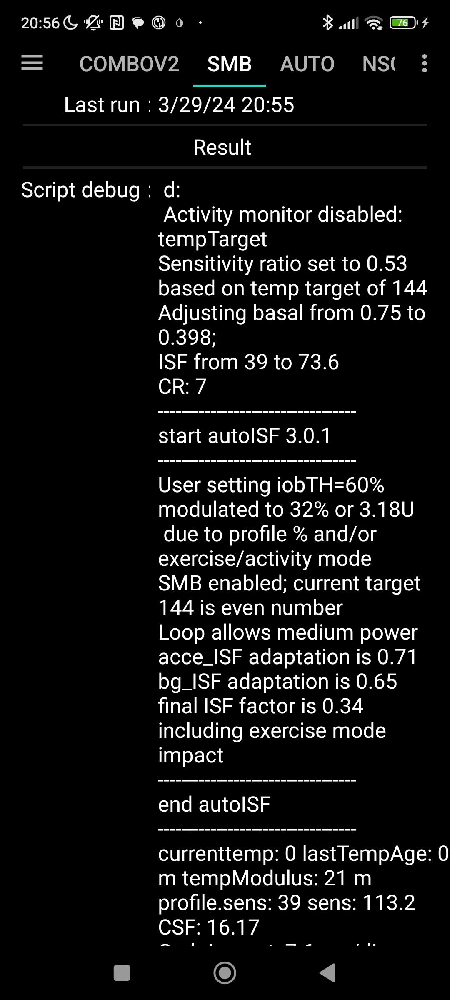 20:56
76
COMBOV2 SMB AUTO NS
Last run : 3/29/24 20:55
Result
Script debug : d:
Activity monitor disabled:
tempTarget
Sensitivity ratio set to 0.53
based on temp target of 144
Adjusting basal from 0.75 to
0.398;
ISF from 39 to 73.6
CR: 7
----------------------------------
start autoISF 3.0.1
----------------------------------
User setting iobTH=60%
modulated to 32% or 3.18U
due to profile % and/or
exercise/activity mode
SMB enabled; current target
144 is even number
Loop allows medium power
acce_ISF adaptation is 0.71
bg_ISF adaptation is 0.65
final ISF factor is 0.34
including exercise mode
impact
----------------------------------
end autoISF
----------------------------------
currenttemp: 0 lastTempAge: 0
m tempModulus: 21 m
profile.sens: 39 sens: 113.2
CSF: 16.17